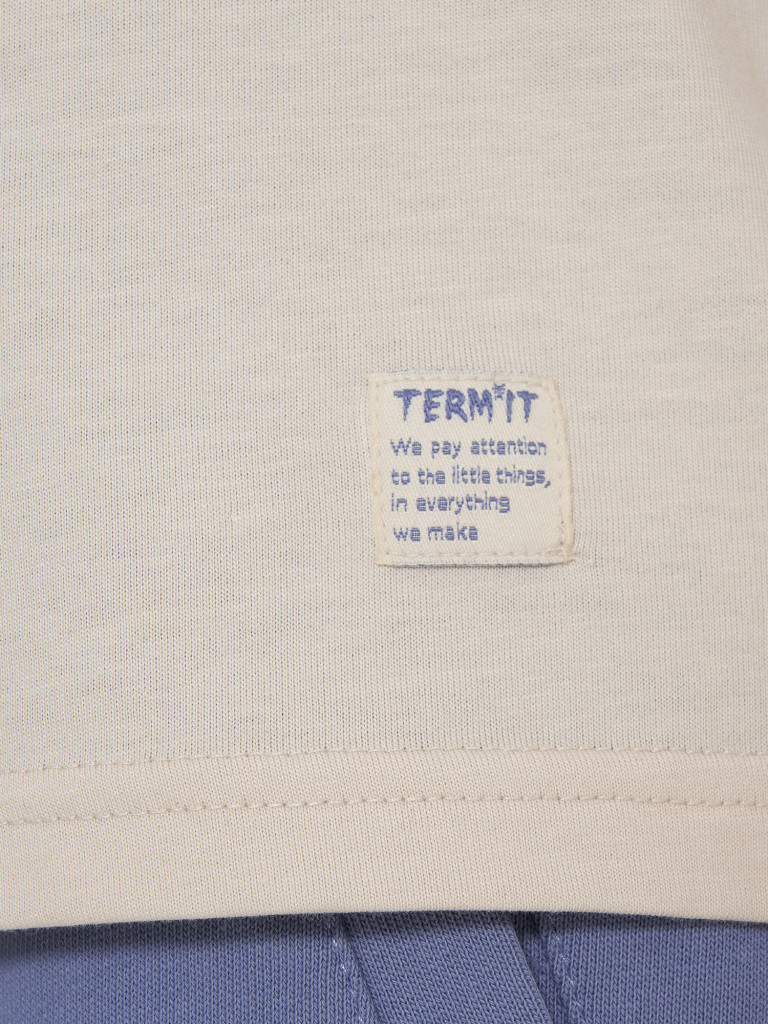 TERM*IT
We pay attention
to the little things,
in everything
we make